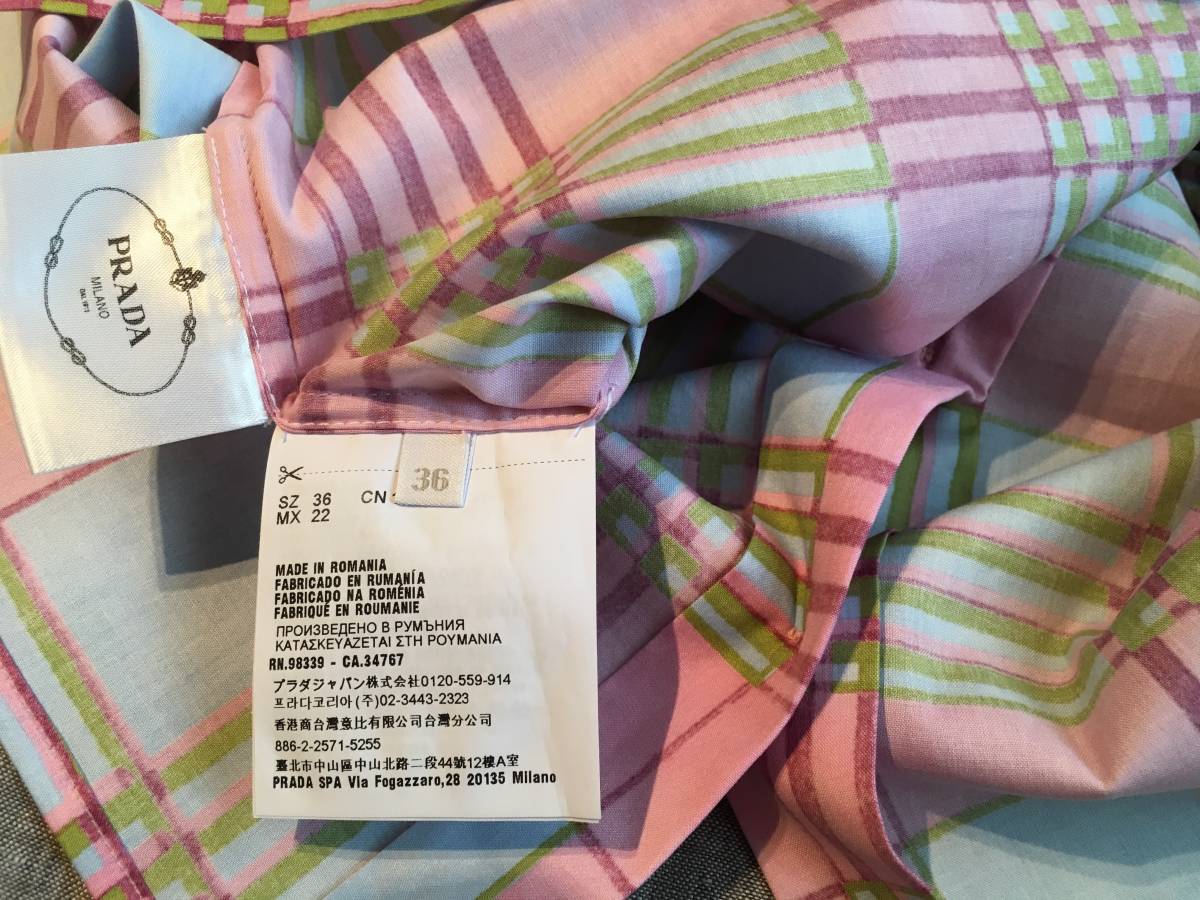 PRADA
MILANO
DAL 1913
36
SZ 36 CN
MX 22
MADE IN ROMANIA
FABRICADO EN RUMANÍA
FABRICADO NA ROMÉNIA
FABRIQUÉ EN ROUMANIE
ПРОИЗВЕДЕНО В РУМЪНИЯ
ΚΑΤΑΣΚΕΥΑΖΕΤΑΙ ΣΤΗ ΡΟΥΜΑΝΙΑ
RN.98339 - CA.34767
プラダジャパン株式会社0120-559-914
프라다코리아 (주)02-3443-2323
香港商台灣意比有限公司台灣分公司
886-2-2571-5255
臺北市中山區中山北路二段44號12樓A室
PRADA SPA Via Fogazzaro,28 20135 Milano